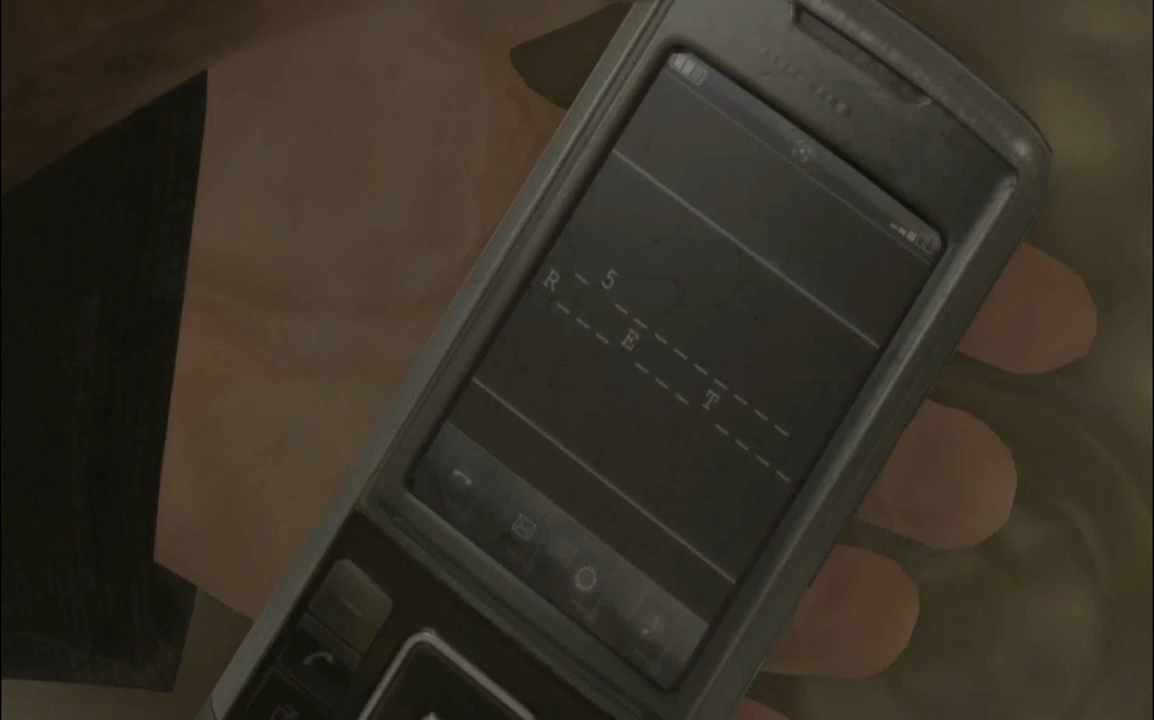 _ 5 _ _ _ _ _ _ _ _ _
R _ _ _ E _ _ _ T _ _ _ _